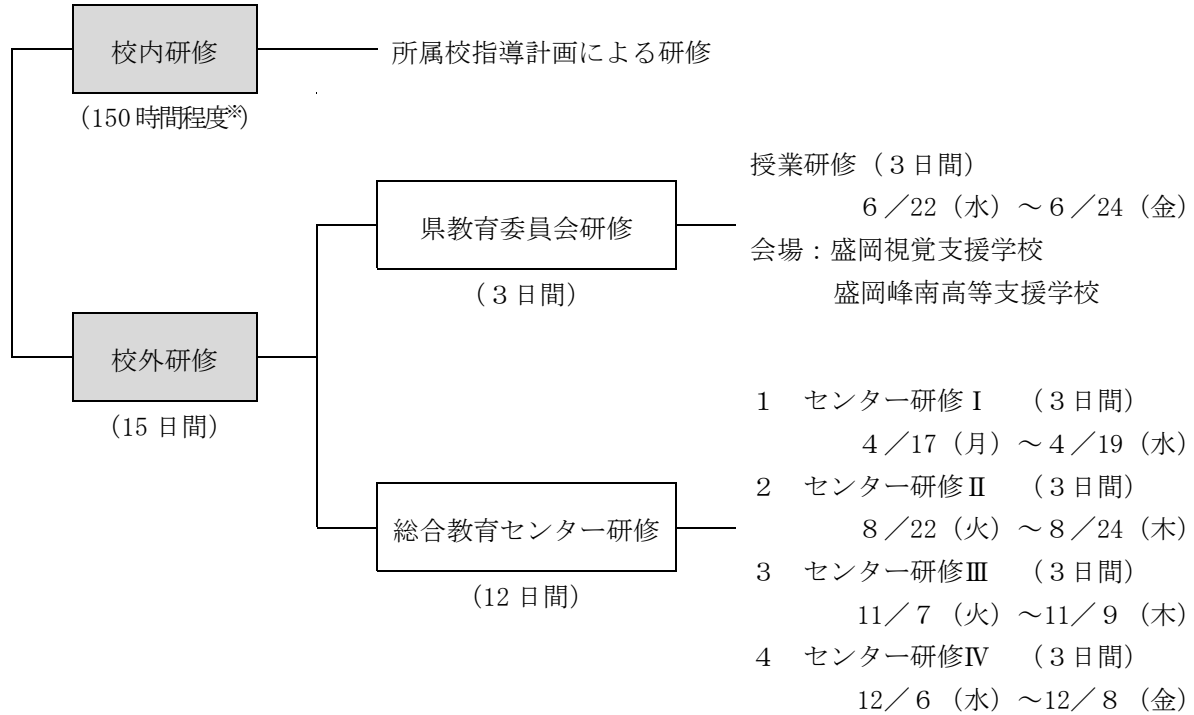 校内研修
所属校指導計画による研修
（150時間程度※）
授業研修（３日間）
６／22（水）～６／24（金）
県教育委員会研修
会場：盛岡視覚支援学校
（３日間）
盛岡峰南高等支援学校
校外研修
（15日間）
１　センター研修Ⅰ　（３日間）
４／17（月）～４／19（水）
２　センター研修Ⅱ　（３日間）
８／22（火）～８／24（木）
総合教育センター研修
３　センター研修Ⅲ　（３日間）
（12日間）
11／７（火）～11／９（木）
４　センター研修Ⅳ　（３日間）
12／６（水）～12／８（金）